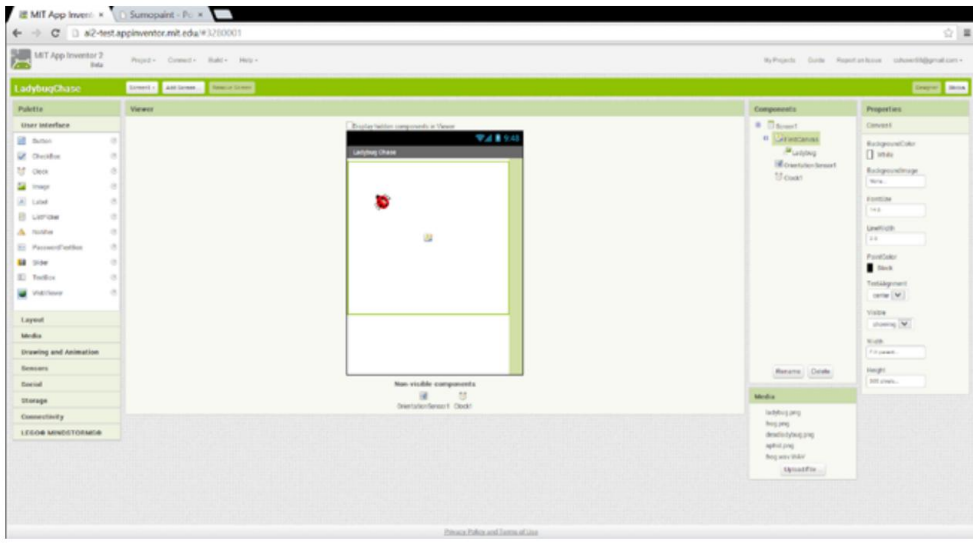 MIT App Invent
Sumopaint - Po
ai2-test.appinventor.mit.edu/#3280001
MIT App Inventor 2
Beta
Project
Connect
Build
Help
My Projects
Guide
Report an Issue
LadybugChase
Screen1
Add Screen ...
Remove Screen
Designer
Blocks
Palette
User Interface
Button
CheckBox
Clock
Image
Label
ListPicker
Notifier
PasswordTextBox
Slider
TextBox
WebViewer
Layout
Media
Drawing and Animation
Sensors
Social
Storage
Connectivity
LEGO® MINDSTORMS®
Viewer
Display hidden components in Viewer
9:48
Ladybug Chase
Non-visible components
OrientationSensor1
Clock1
Components
Screen1
FieldCanvas
Ladybug
OrientationSensor1
Clock1
Rename
Delete
Media
ladybug.png
frog.png
deadladybug.png
aphid.png
frog.wav
Upload File ...
Properties
BackgroundColor
White
BackgroundImage
None...
FontSize
14.0
LineWidth
2.0
PaintColor
Black
TextAlignment
center
Visible
showing
Width
Fill parent...
Height
300 pixels...
Privacy Policy and Terms of Use